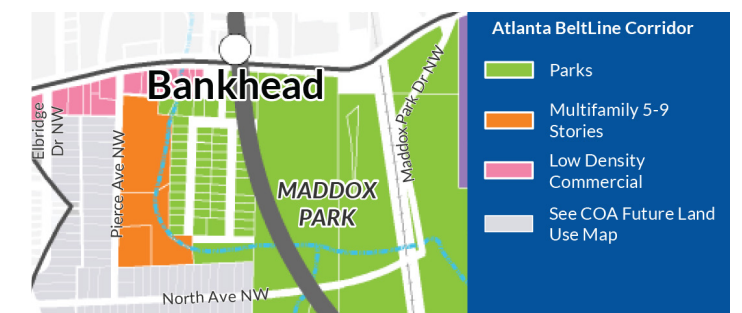 Atlanta BeltLine Corridor
Parks
Multifamily 5-9
Stories
Low Density
Commercial
See COA Future Land
Use Map
Bankhead
MADDOX
PARK
Maddox Park Dr NW
Elbridge
Dr NW
Pierce Ave NW
North Ave NW